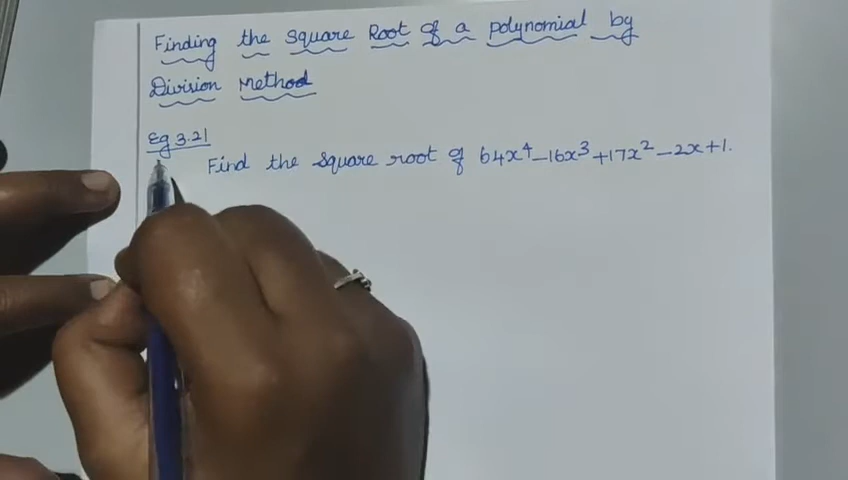 Finding the Square Root of a polynomial by
Division Method
Eg 3.21
Find the square root of 64x⁴-16x³+17x²-2x+1.